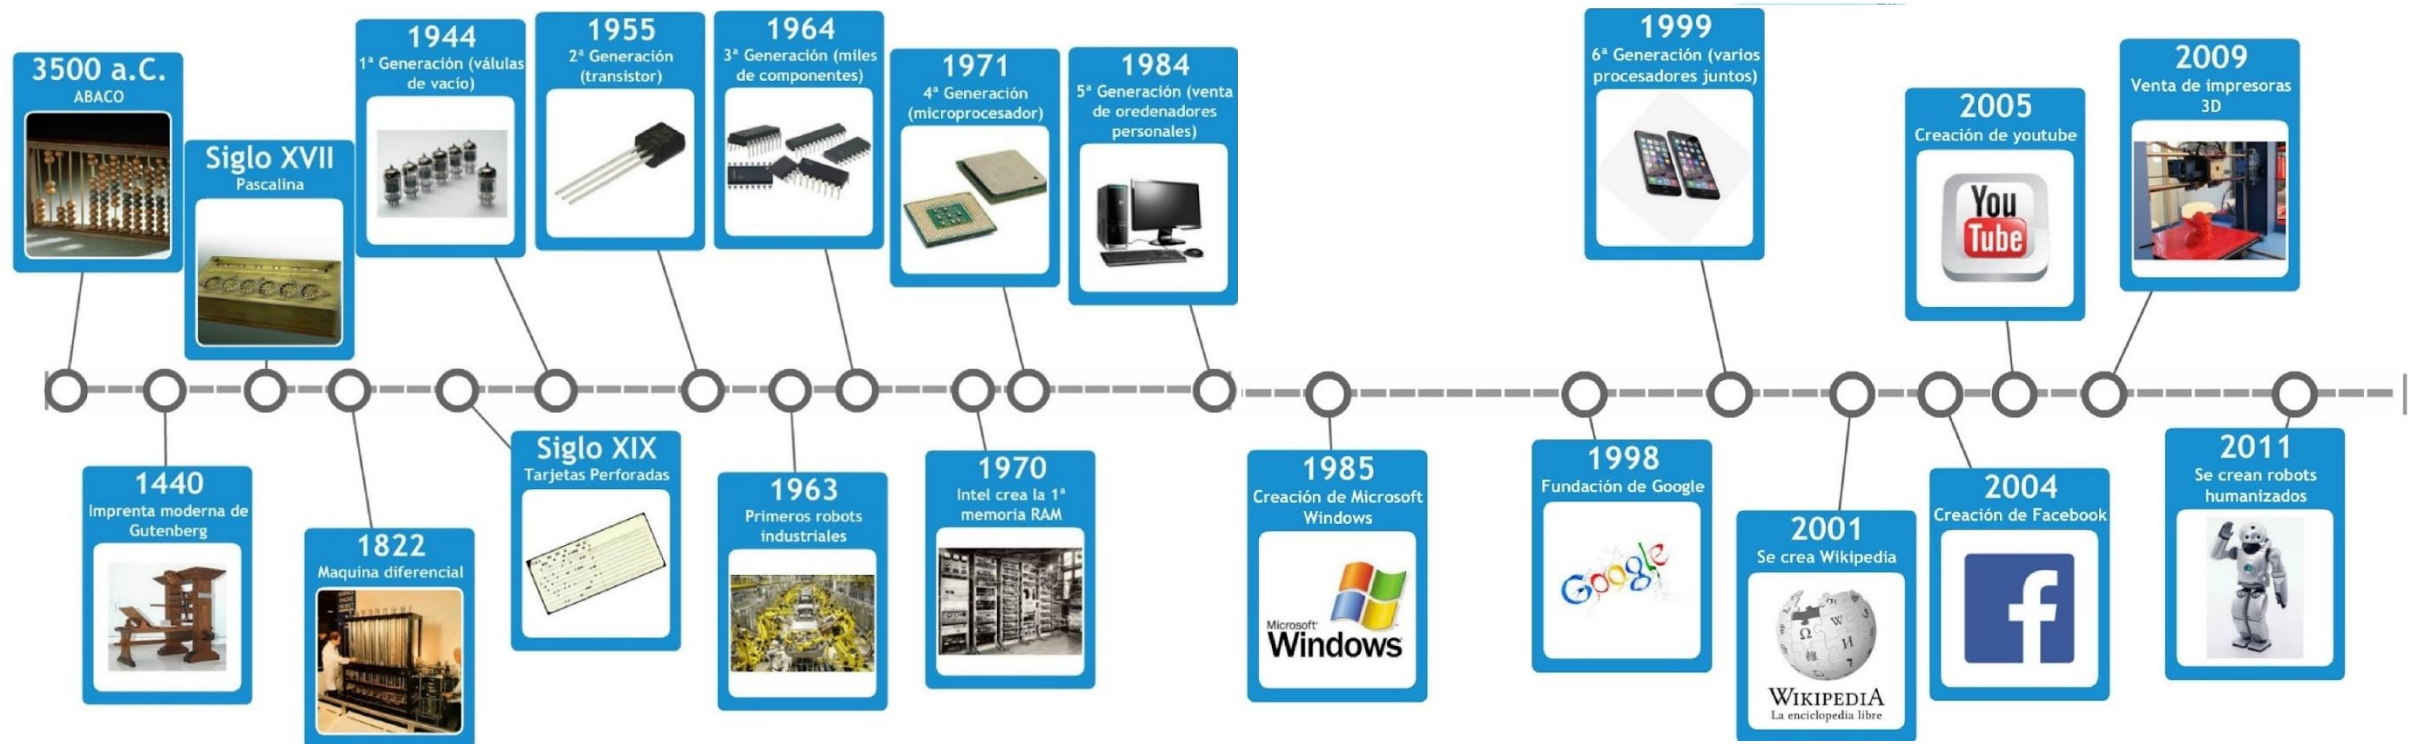 3500 a.C.
ABACO
1440
Imprenta moderna de
Gutenberg
Siglo XVII
Pascalina
1822
Maquina diferencial
Siglo XIX
Tarjetas Perforadas
1944
1ª Generación (válulas
de vacío)
1955
2ª Generación
(transistor)
1963
Primeros robots
industriales
1964
3ª Generación (miles
de componentes)
1970
Intel crea la 1ª
memoria RAM
1971
4ª Generación
(microprocesador)
1984
5ª Generación (venta
de oredenadores
personales)
1985
Creación de Microsoft
Windows
Microsoft
Windows
1998
Fundación de Google
Google
1999
6ª Generación (varios
procesadores juntos)
2001
Se crea Wikipedia
Ω W И 維
WIKIPEDIA
La enciclopedia libre
2004
Creación de Facebook
f
2005
Creación de youtube
You
Tube
2009
Venta de impresoras
3D
2011
Se crean robots
humanizados